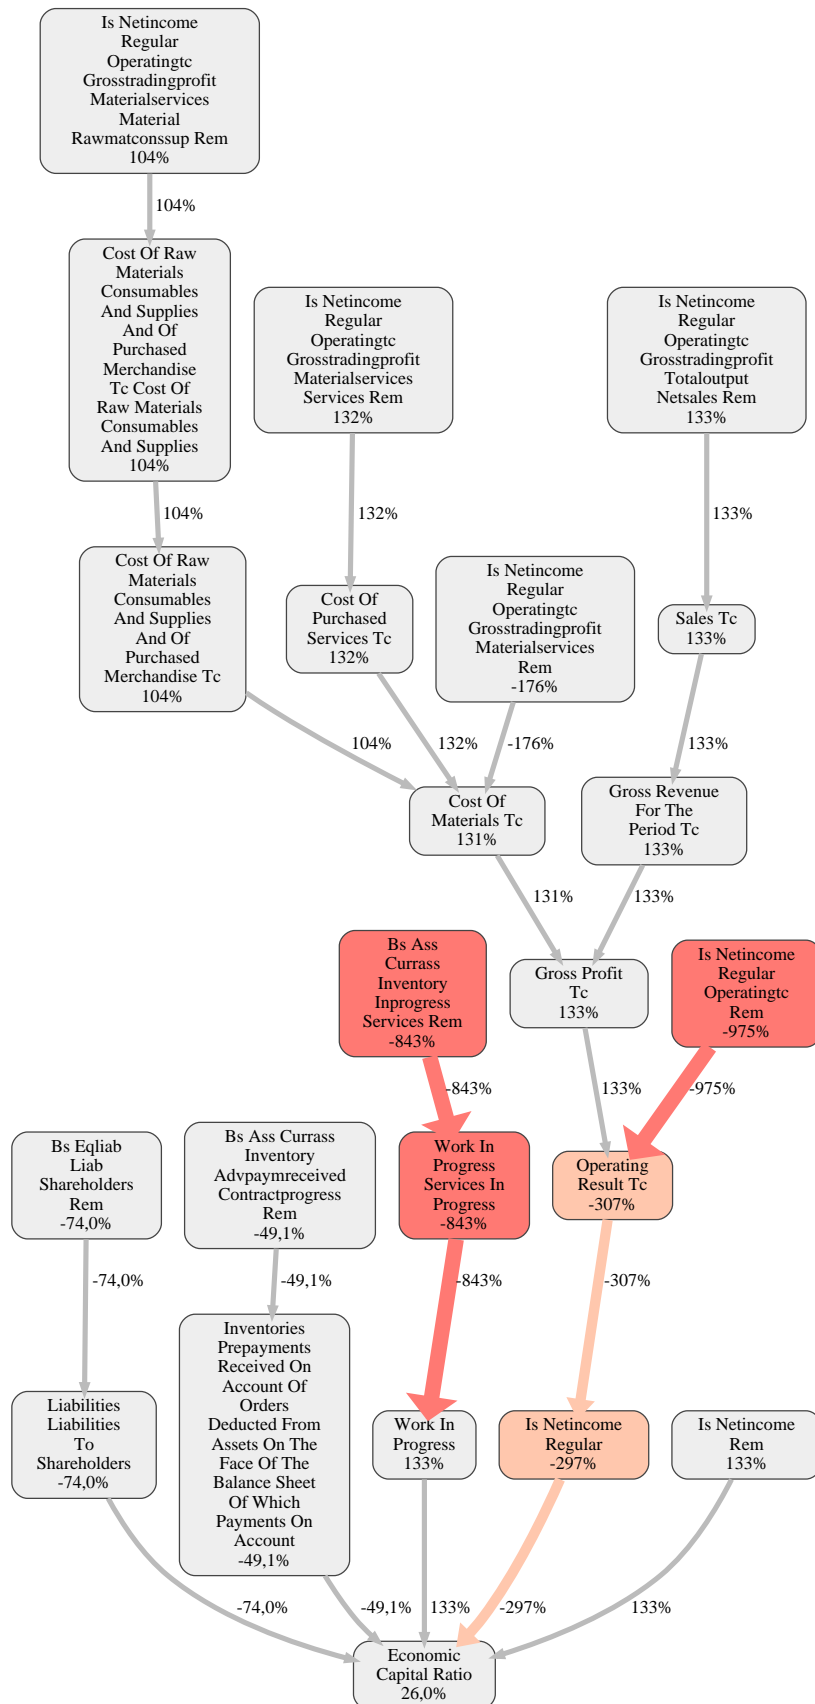 Is Netincome
Regular
Operatingtc
Grosstradingprofit
Materialservices
Material
Rawmatconssup Rem
104%
104%
Cost Of Raw
Materials
Consumables
And Supplies
And Of
Purchased
Merchandise
Tc Cost Of
Raw Materials
Consumables
And Supplies
104%
Is Netincome
Regular
Operatingtc
Grosstradingprofit
Materialservices
Services Rem
132%
Is Netincome
Regular
Operatingtc
Grosstradingprofit
Totaloutput
Netsales Rem
133%
104%
132%
133%
Cost Of Raw
Materials
Consumables
And Supplies
And Of
Purchased
Merchandise Tc
104%
Cost Of
Purchased
Services Tc
132%
Is Netincome
Regular
Operatingtc
Grosstradingprofit
Materialservices
Rem
-176%
Sales Tc
133%
104%
132%
-176%
133%
Cost Of
Materials Tc
131%
Gross Revenue
For The
Period Tc
133%
131%
133%
Bs Ass
Currass
Inventory
Inprogress
Services Rem
-843%
Gross Profit
Tc
133%
Is Netincome
Regular
Operatingtc
Rem
-975%
-843%
133%
-975%
Bs Eqliab
Liab
Shareholders
Rem
-74,0%
Bs Ass Currass
Inventory
Advpaymreceived
Contractprogress
Rem
-49,1%
Work In
Progress
Services In
Progress
-843%
Operating
Result Tc
-307%
-74,0%
-49,1%
-843%
-307%
Liabilities
Liabilities
To
Shareholders
-74,0%
Inventories
Prepayments
Received On
Account Of
Orders
Deducted From
Assets On The
Face Of The
Balance Sheet
Of Which
Payments On
Account
-49,1%
Work In
Progress
133%
Is Netincome
Regular
-297%
Is Netincome
Rem
133%
-74,0%
-49,1%
133%
-297%
133%
Economic
Capital Ratio
26,0%